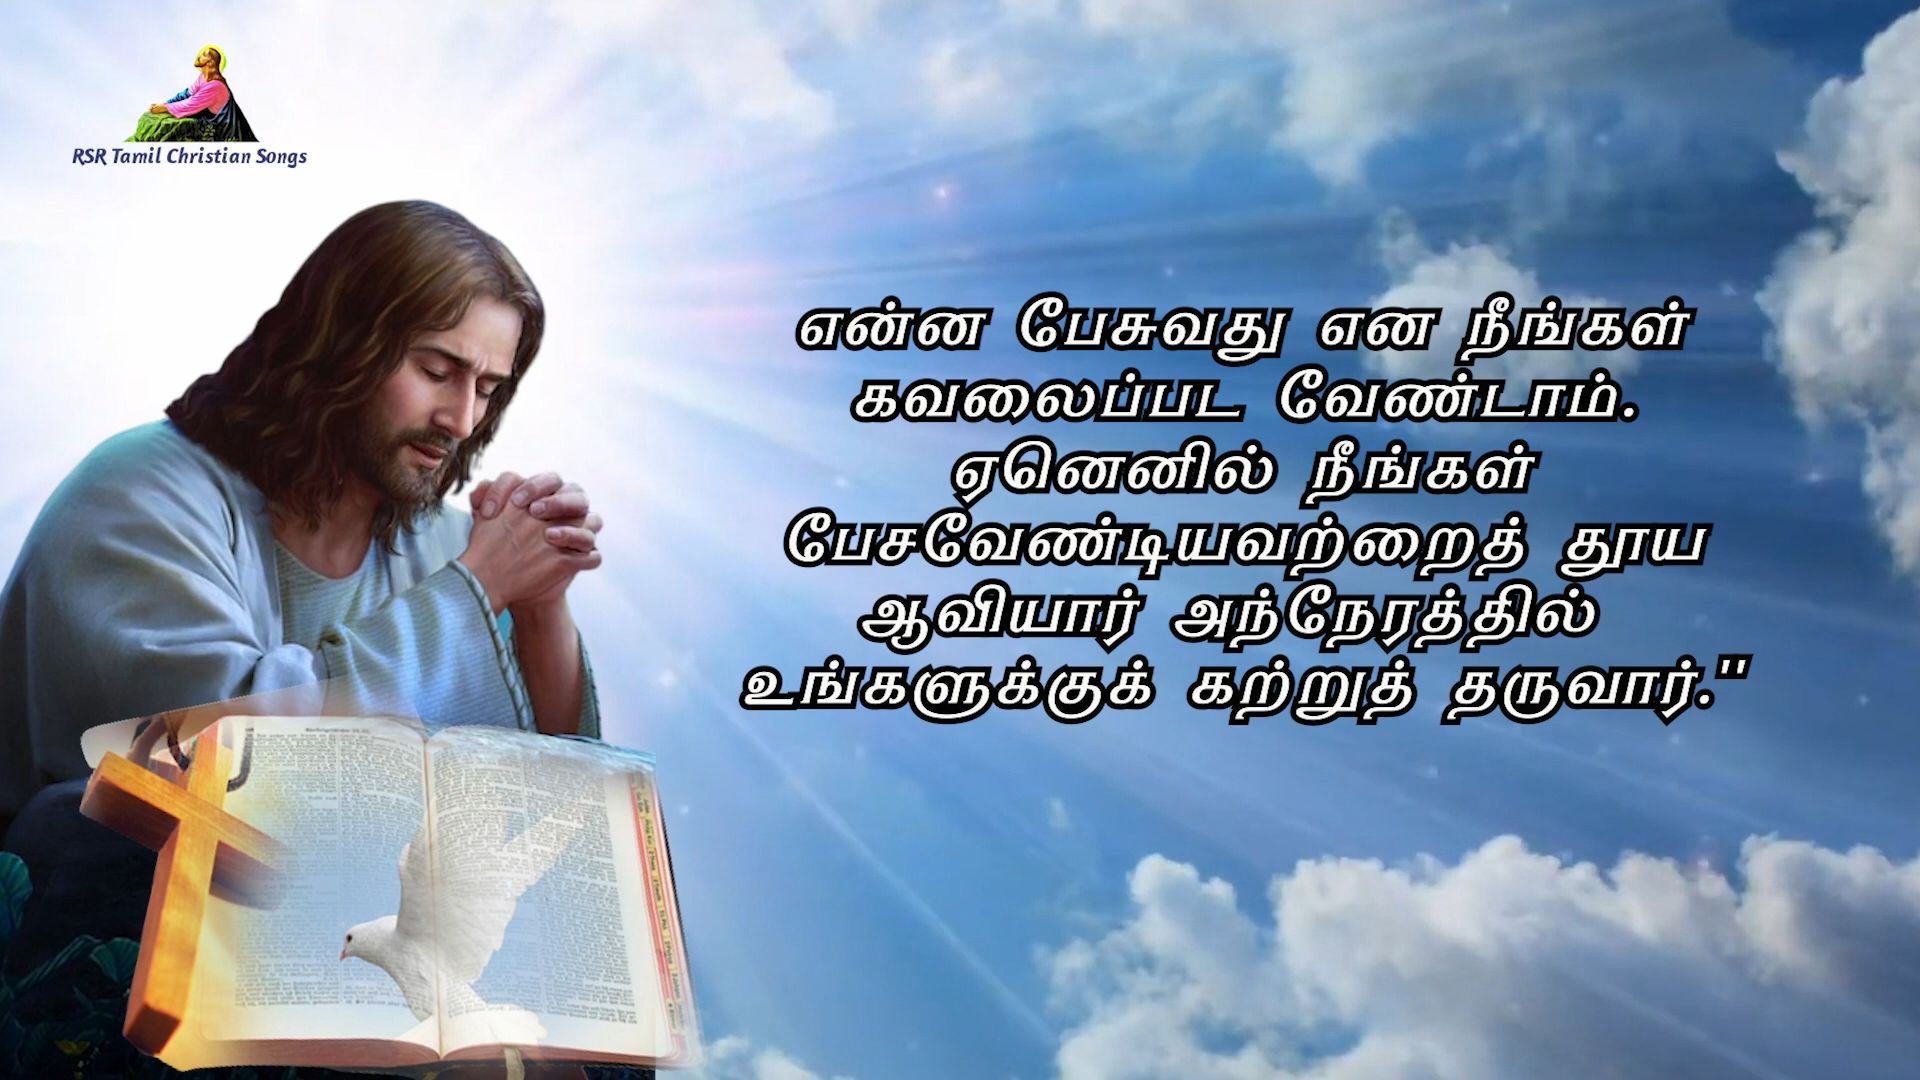 RSR Tamil Christian Songs
என்ன பேசுவது என நீங்கள்
கவலைப்பட வேண்டாம்.
ஏனெனில் நீங்கள்
பேசவேண்டியவற்றைத் தூய
ஆவியார் அந்நேரத்தில்
உங்களுக்குக் கற்றுத் தருவார்."